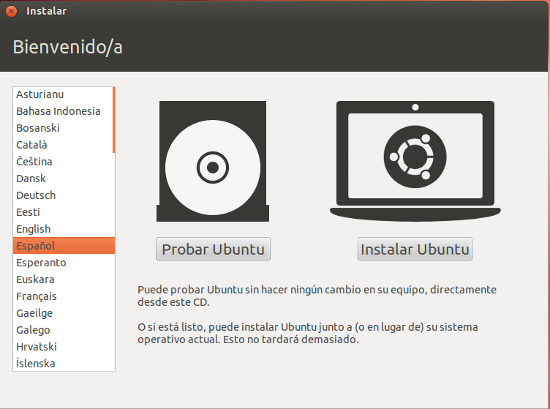 Instalar
Bienvenido/a
Asturianu
Bahasa Indonesia
Bosanski
Català
Čeština
Dansk
Deutsch
Eesti
English
Español
Esperanto
Euskara
Français
Gaeilge
Galego
Hrvatski
Íslenska
Probar Ubuntu
Instalar Ubuntu
Puede probar Ubuntu sin hacer ningún cambio en su equipo, directamente
desde este CD.
O si está listo, puede instalar Ubuntu junto a (o en lugar de) su sistema
operativo actual. Esto no tardará demasiado.